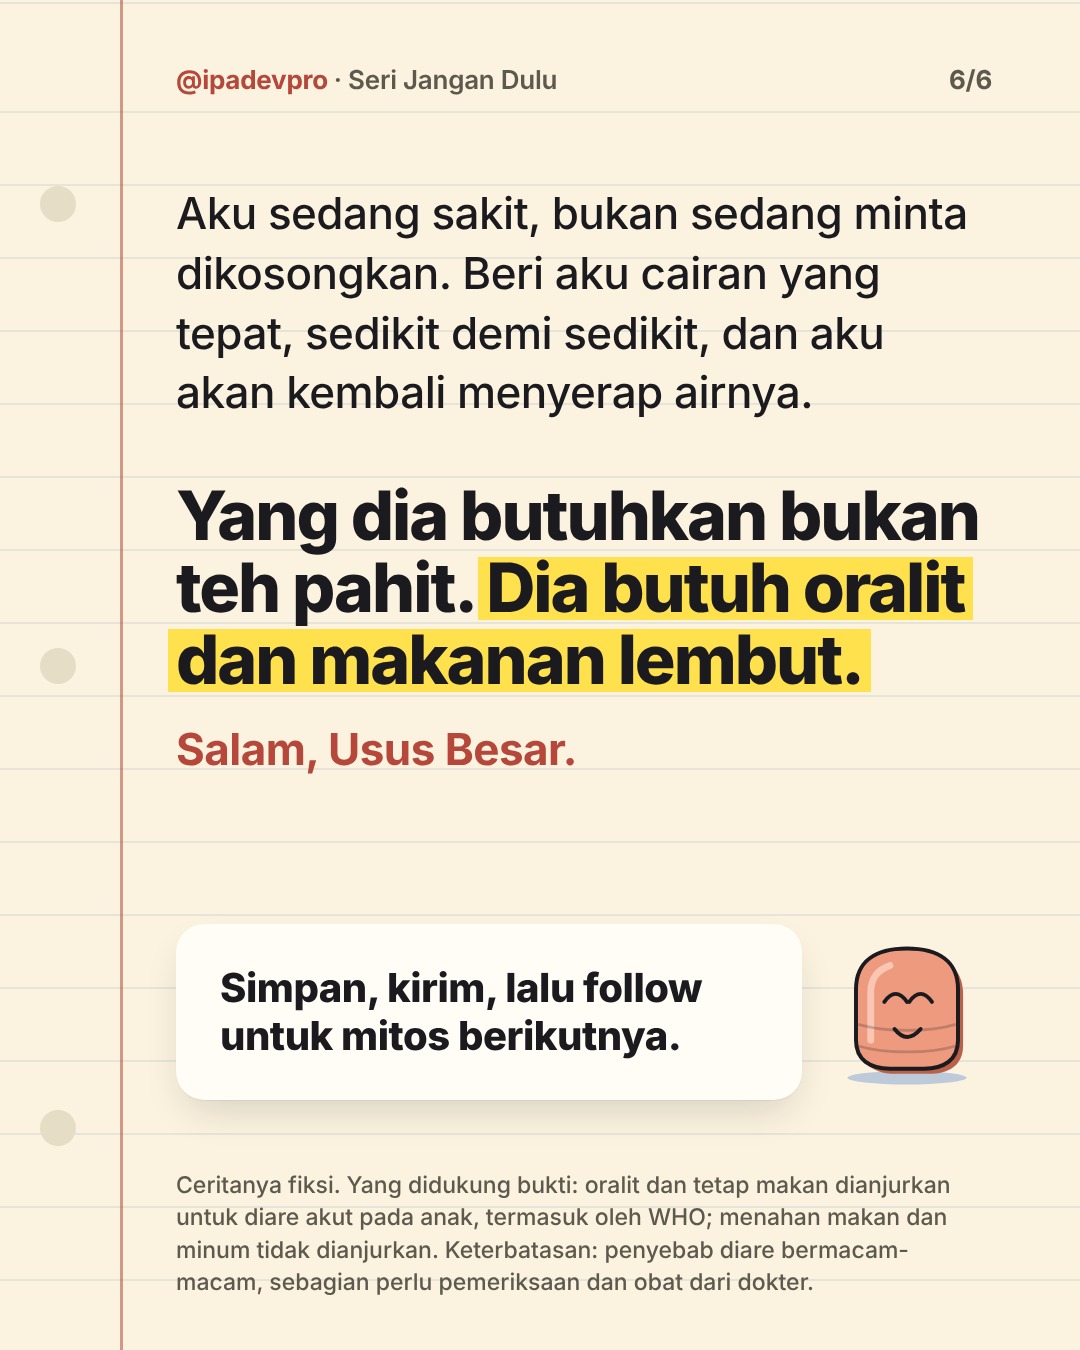 @ipadevpro · Seri Jangan Dulu
6/6
Aku sedang sakit, bukan sedang minta
dikosongkan. Beri aku cairan yang
tepat, sedikit demi sedikit, dan aku
akan kembali menyerap airnya.
Yang dia butuhkan bukan
teh pahit. Dia butuh oralit
dan makanan lembut.
Salam, Usus Besar.
Simpan, kirim, lalu follow
untuk mitos berikutnya.
Ceritanya fiksi. Yang didukung bukti: oralit dan tetap makan dianjurkan
untuk diare akut pada anak, termasuk oleh WHO; menahan makan dan
minum tidak dianjurkan. Keterbatasan: penyebab diare bermacam-
macam, sebagian perlu pemeriksaan dan obat dari dokter.